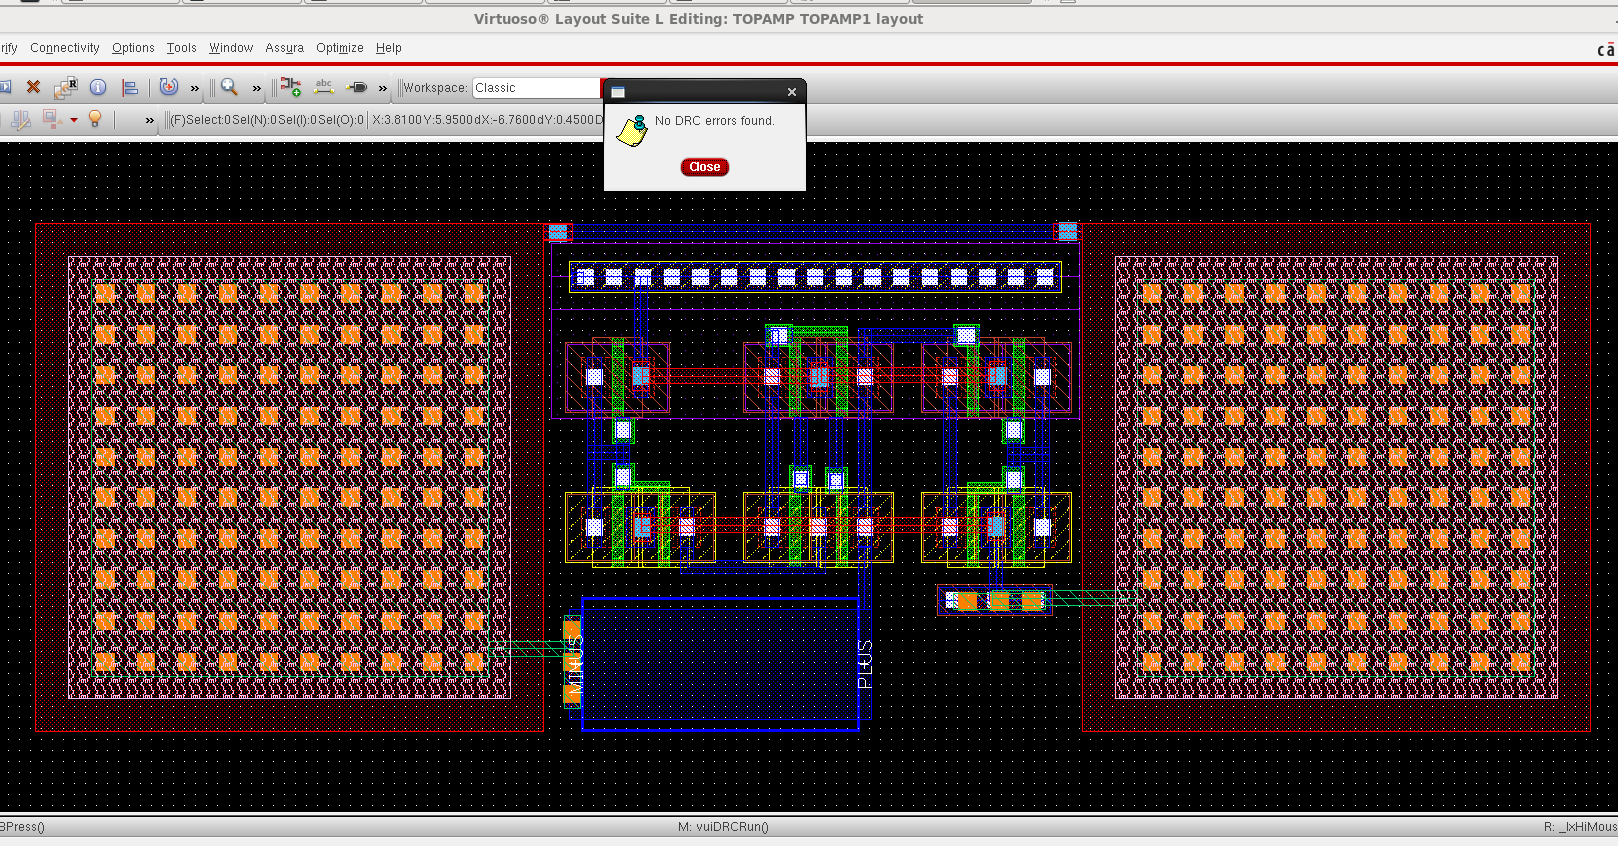 Virtuoso® Layout Suite L Editing: TOPAMP TOPAMP1 layout
rify Connectivity Options Tools Window Assura Optimize Help
cā
R abc » Workspace: Classic
» (F)Select:0 Sel(N):0 Sel(I):0 Sel(O):0 X:3.8100 Y:5.9500 dX:-6.7600 dY:0.4500 D
No DRC errors found.
Close
MINUS
PLUS
BPress()
M: vuiDRCRun()
R: _lxHiMous